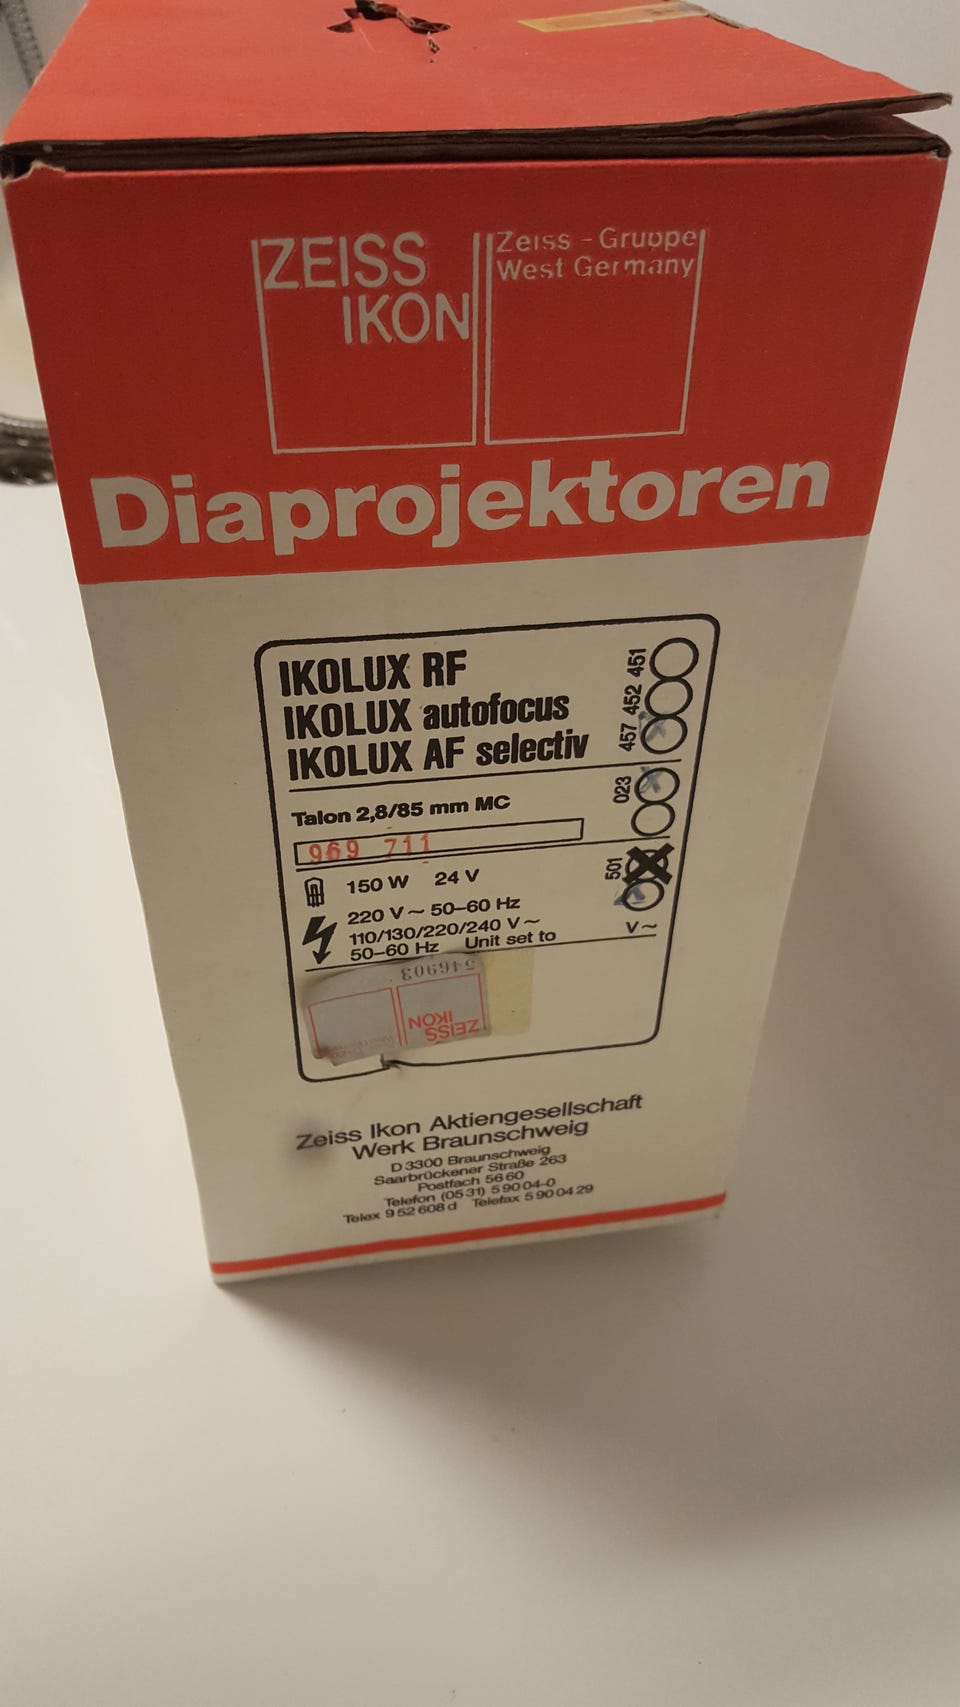 ZEISS
IKON
Zeiss - Gruppe
West Germany
Diaprojektoren
IKOLUX RF 451
IKOLUX autofocus 452
IKOLUX AF selectiv 457
Talon 2,8/85 mm MC 023
969 711
150 W 24 V 501
220 V~ 50-60 Hz
110/130/220/240 V~
50-60 Hz Unit set to V~
546903
ZEISS
IKON
Zeiss Ikon Aktiengesellschaft
Werk Braunschweig
D 3300 Braunschweig
Saarbrückener Straße 263
Postfach 56 60
Telefon (05 31) 5 90 04-0
Telex 9 52 608 d Telefax 5 90 04 29